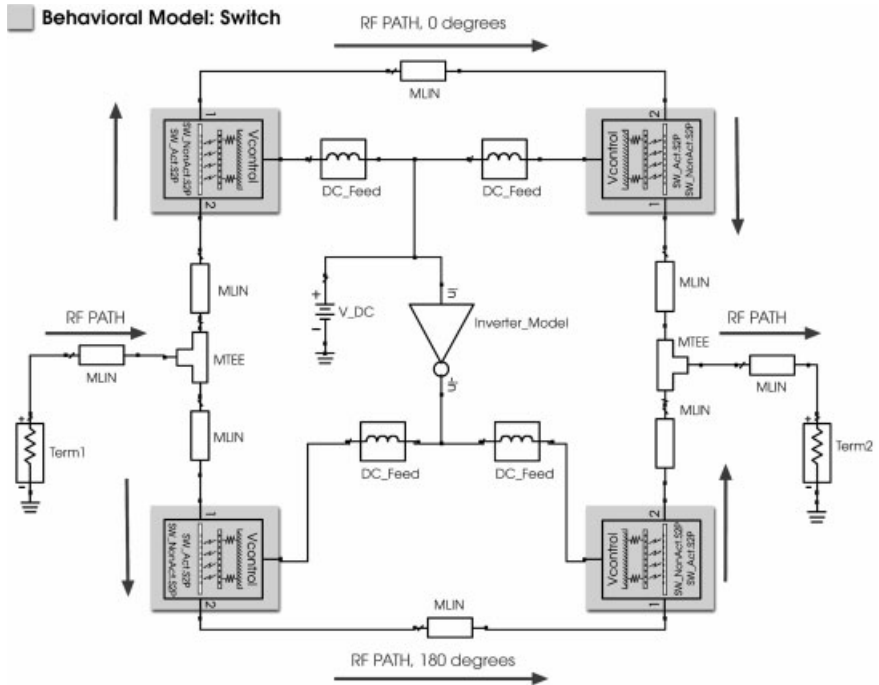 Behavioral Model: Switch
RF PATH, 0 degrees
MLIN
1
SW_NonAct.S2P
SW_Act.S2P
Vcontrol
2
DC_Feed
DC_Feed
2
Vcontrol
SW_Act.S2P
SW_NonAct.S2P
1
MLIN
MLIN
+
-
V_DC
in
Inverter_Model
-in
RF PATH
MLIN
MTEE
MTEE
RF PATH
MLIN
MLIN
MLIN
+
-
Term1
DC_Feed
DC_Feed
+
-
Term2
1
SW_Act.S2P
SW_NonAct.S2P
Vcontrol
2
2
Vcontrol
SW_NonAct.S2P
SW_Act.S2P
1
MLIN
RF PATH, 180 degrees